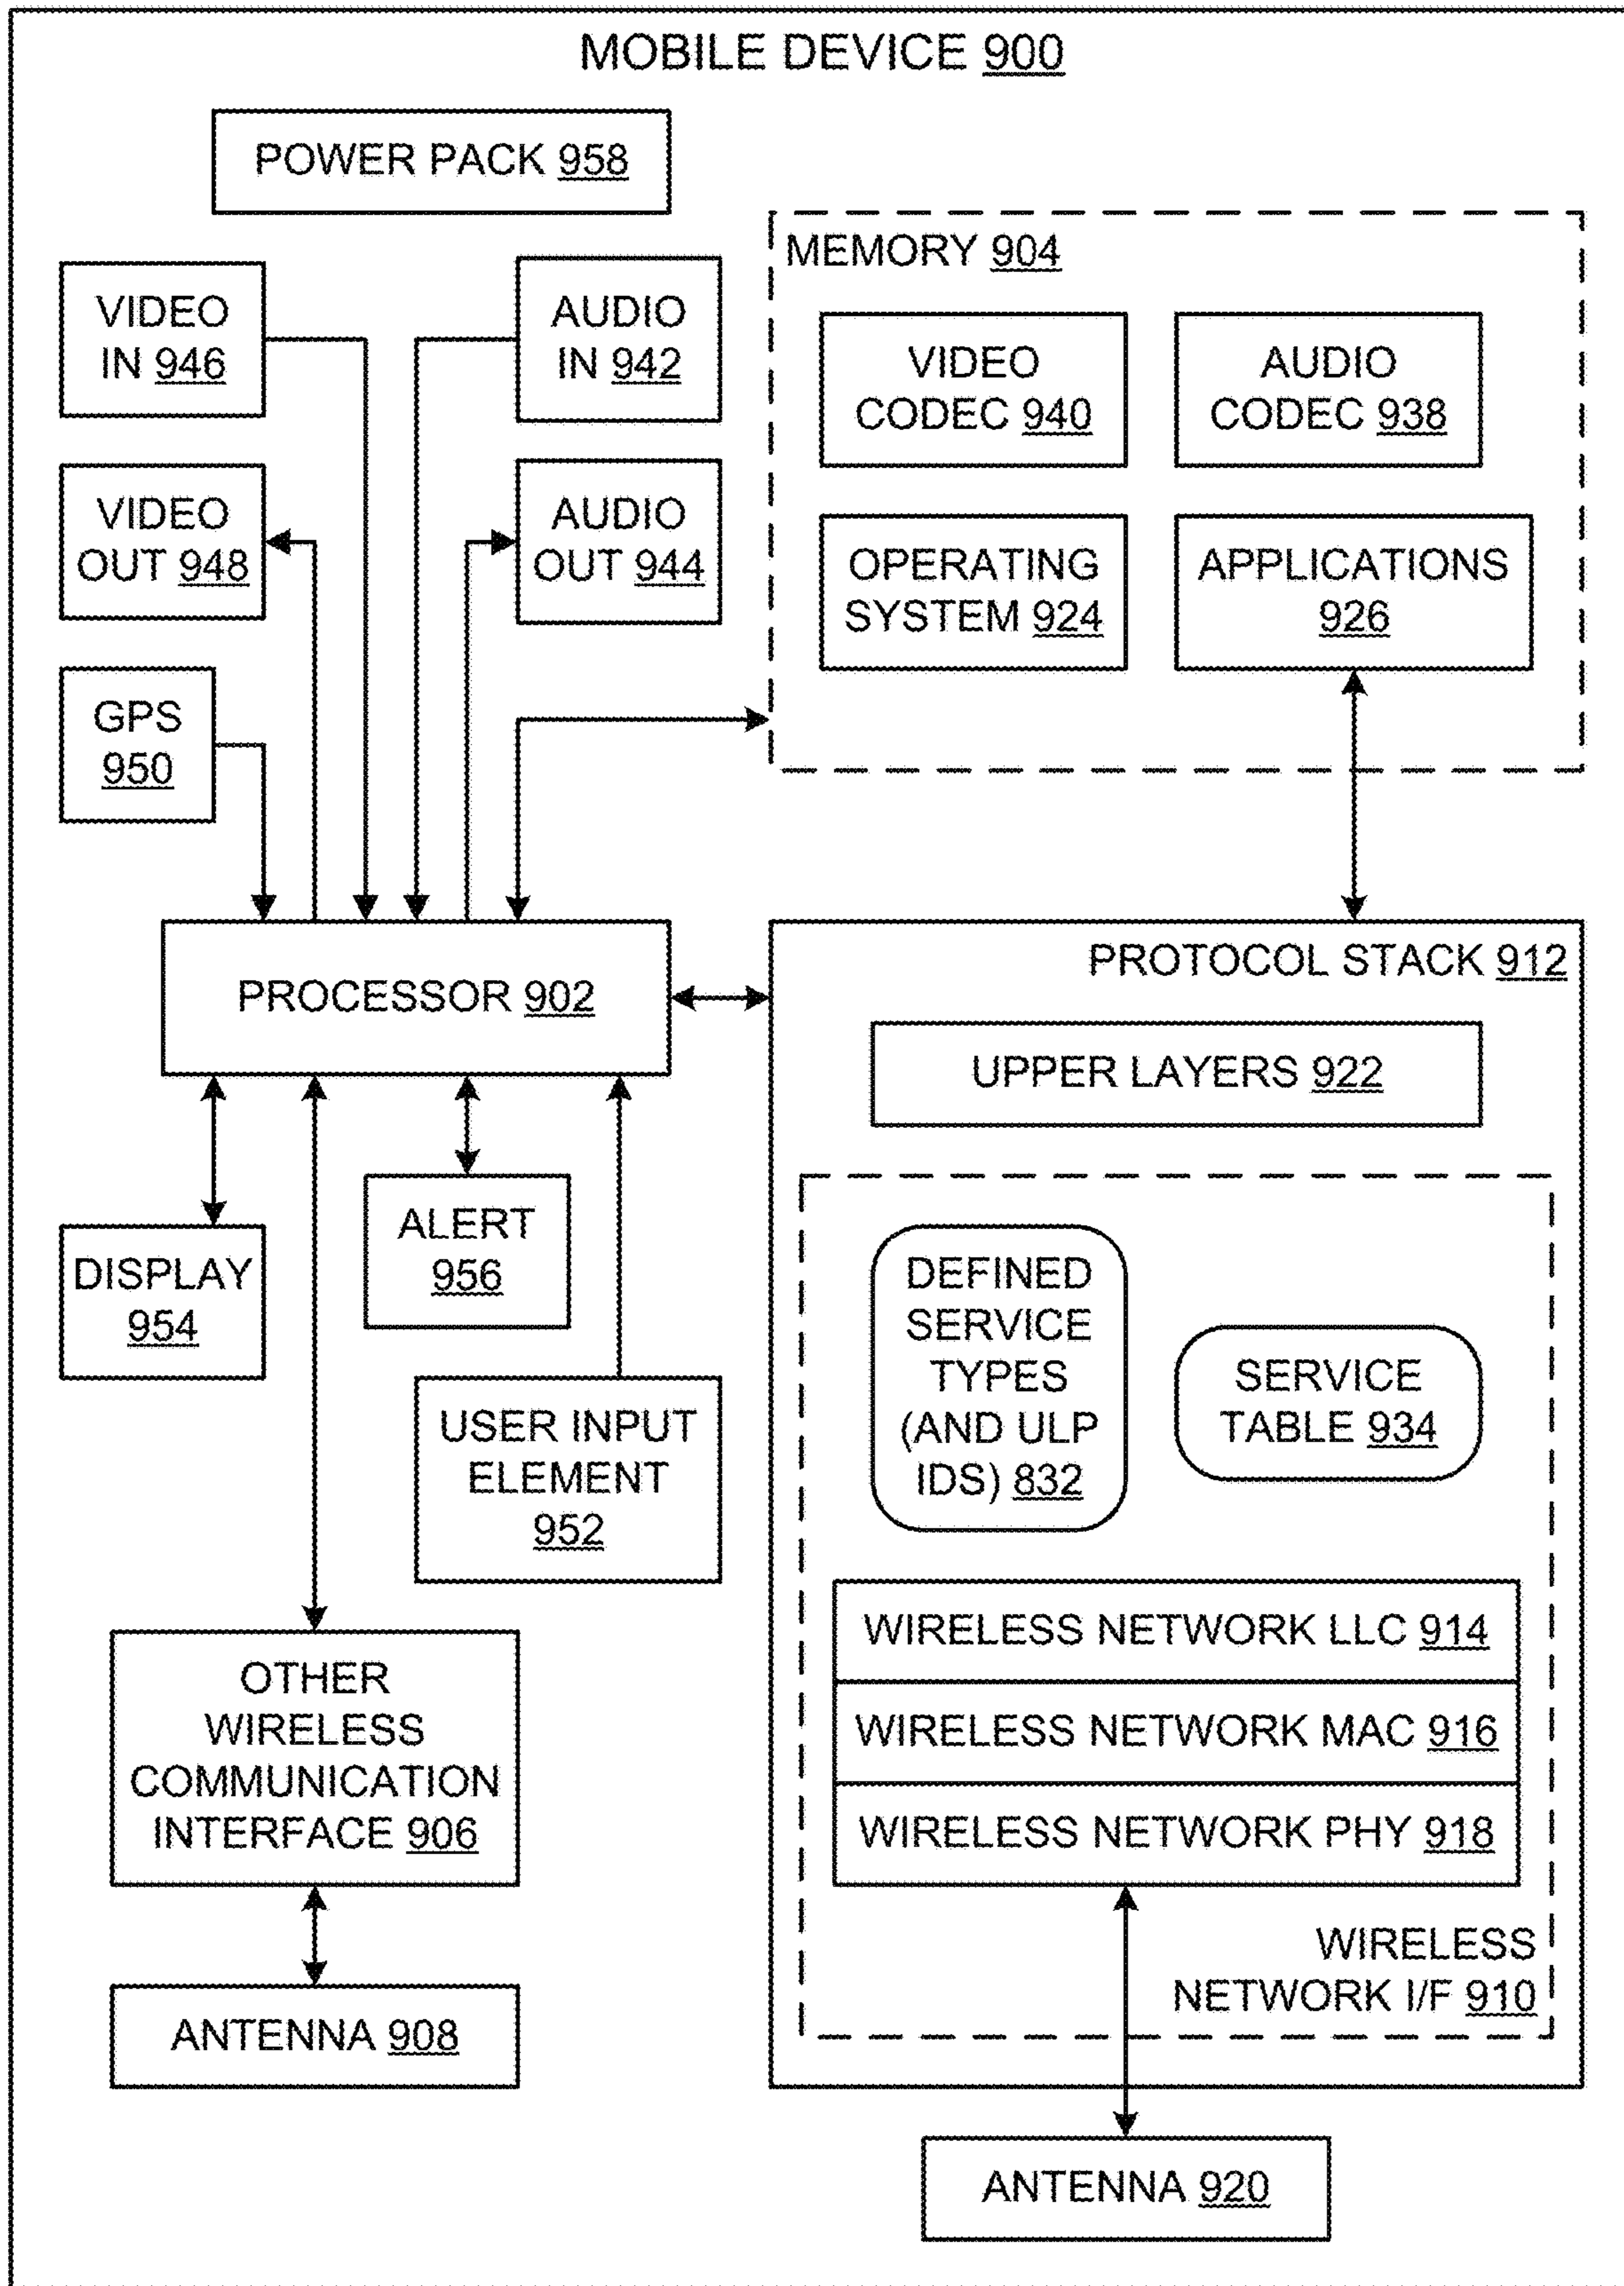 MOBILE DEVICE 900
POWER PACK 958
VIDEO
IN 946
AUDIO
IN 942
VIDEO
OUT 948
AUDIO
OUT 944
GPS
950
MEMORY 904
VIDEO
CODEC 940
AUDIO
CODEC 938
OPERATING
SYSTEM 924
APPLICATIONS
926
PROCESSOR 902
DISPLAY
954
ALERT
956
USER INPUT
ELEMENT
952
OTHER
WIRELESS
COMMUNICATION
INTERFACE 906
ANTENNA 908
PROTOCOL STACK 912
UPPER LAYERS 922
DEFINED
SERVICE
TYPES
(AND ULP
IDS) 832
SERVICE
TABLE 934
WIRELESS NETWORK LLC 914
WIRELESS NETWORK MAC 916
WIRELESS NETWORK PHY 918
WIRELESS
NETWORK I/F 910
ANTENNA 920